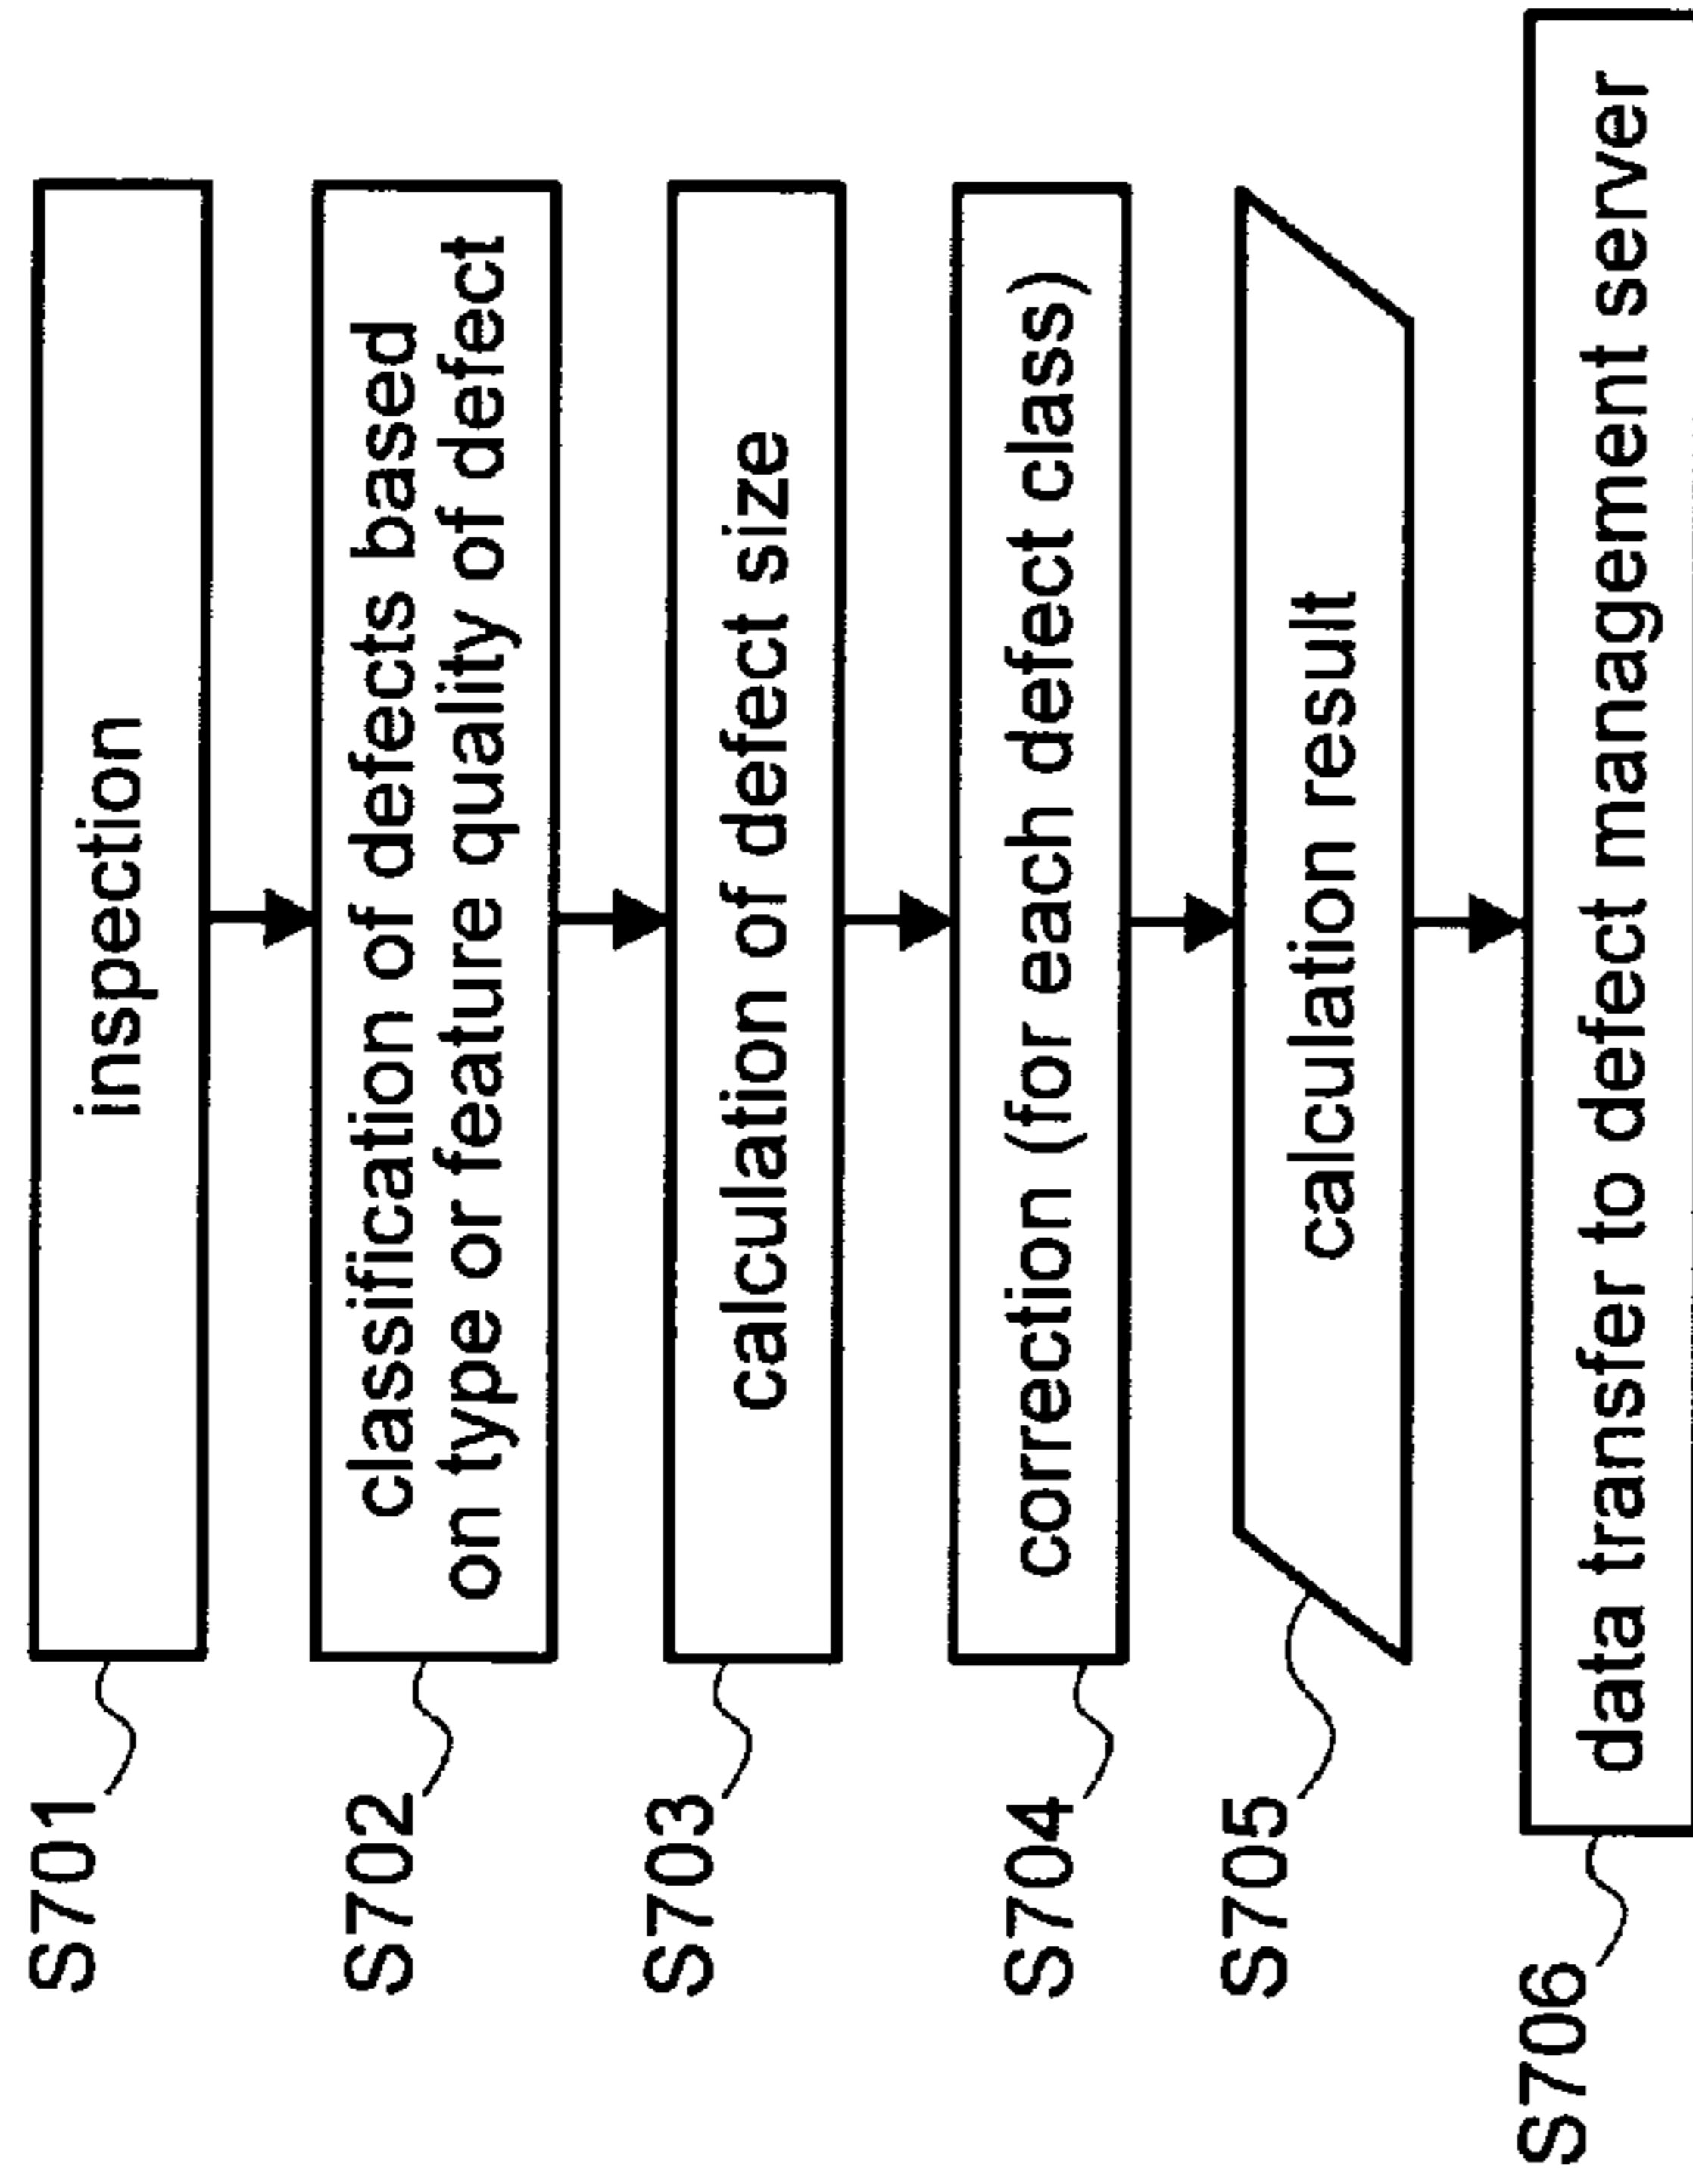 S701
inspection
S702
classification of defects based
on type or feature quality of defect
S703
calculation of defect size
S704
correction (for each defect class)
S705
calculation result
S706
data transfer to defect management server